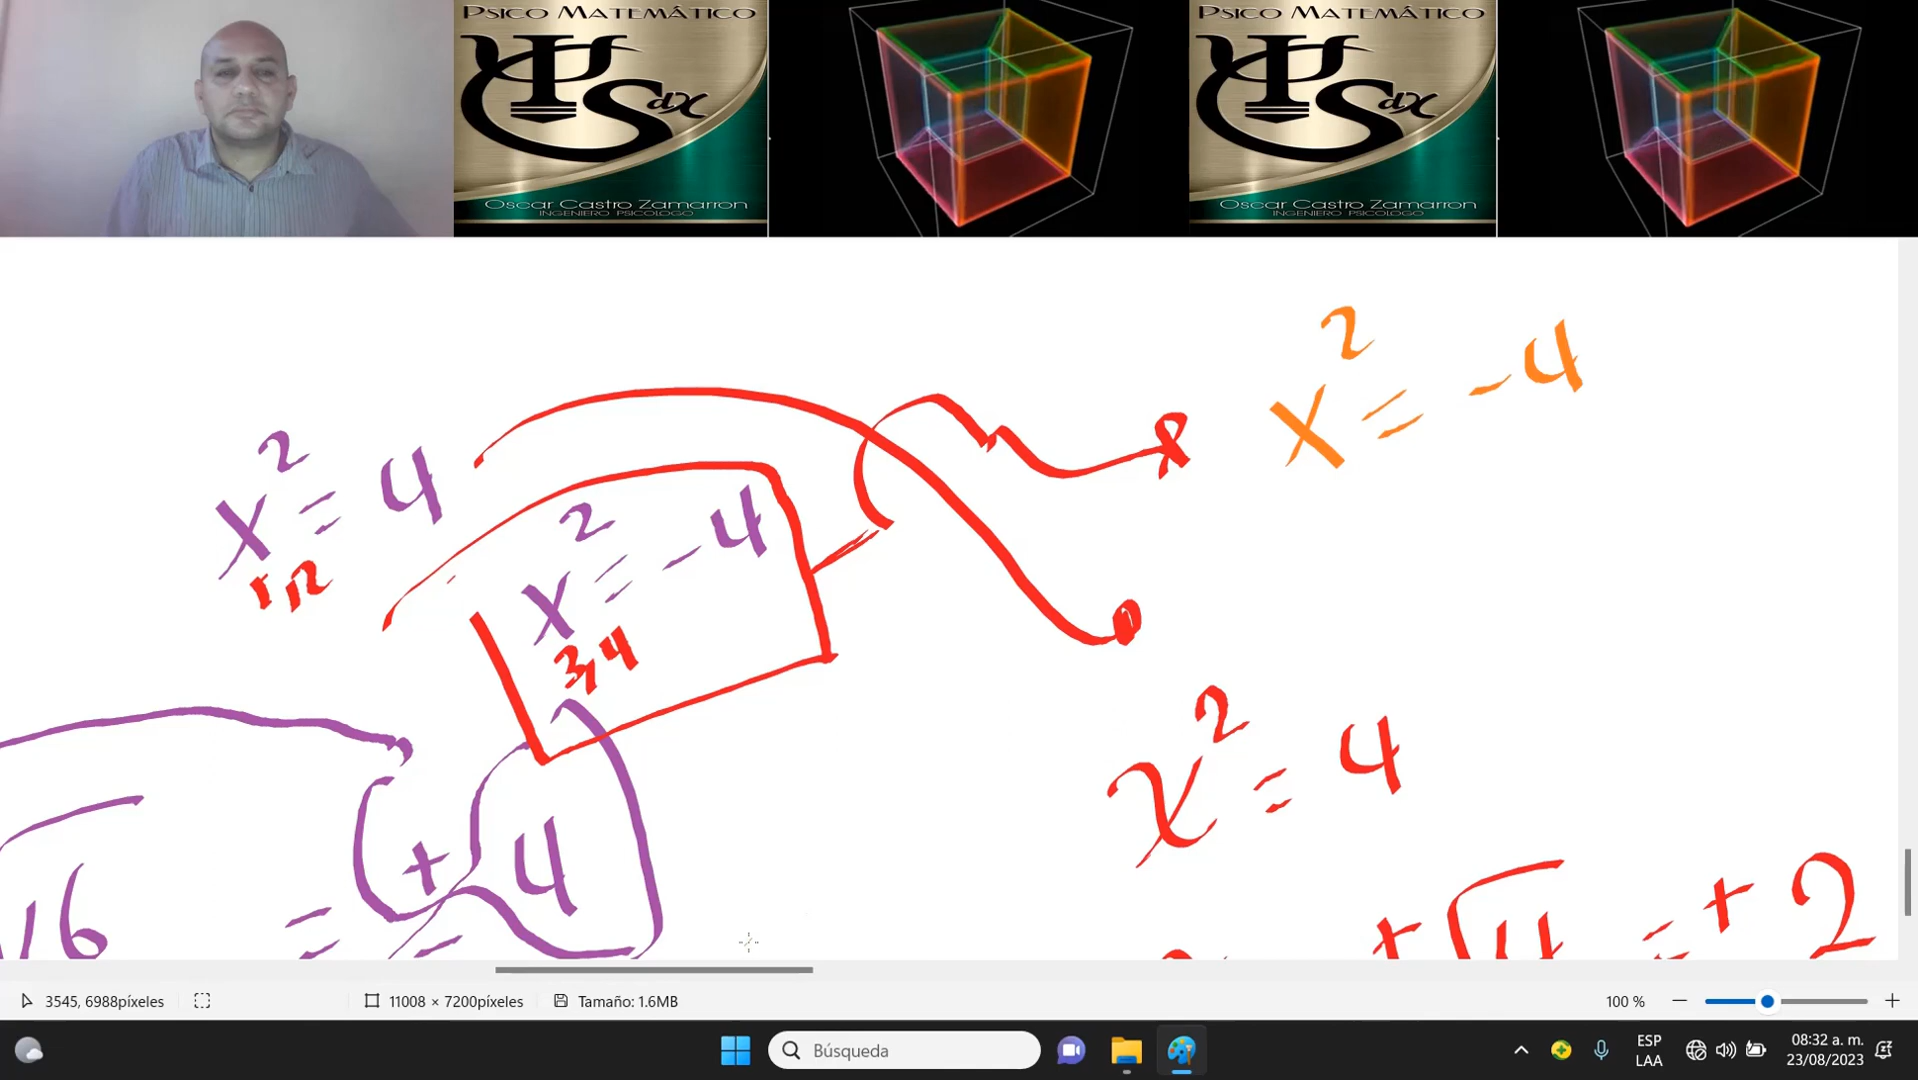 PSICO MATEMÁTICO
dx
Oscar Castro Zamarron
INGENIERO PSICOLOGO
PSICO MATEMÁTICO
dx
Oscar Castro Zamarron
INGENIERO PSICOLOGO
x² = -4
x² = 4
1,2
x² = -4
3,4
x² = 4
+ 4
16 = =
+ √4 = + 2
3545, 6988píxeles
11008 × 7200píxeles
Tamaño: 1.6MB
100 %
Búsqueda
ESP
LAA
08:32 a. m.
23/08/2023